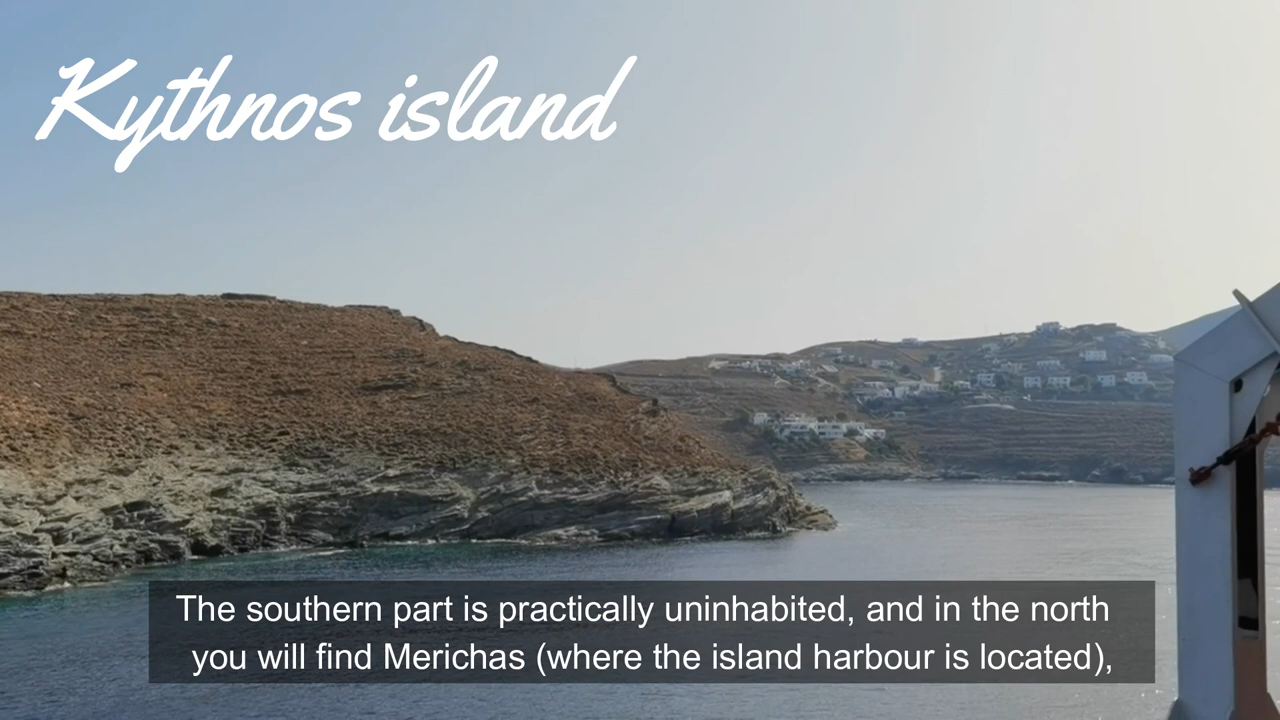 Kythnos island
The southern part is practically uninhabited, and in the north
you will find Merichas (where the island harbour is located),